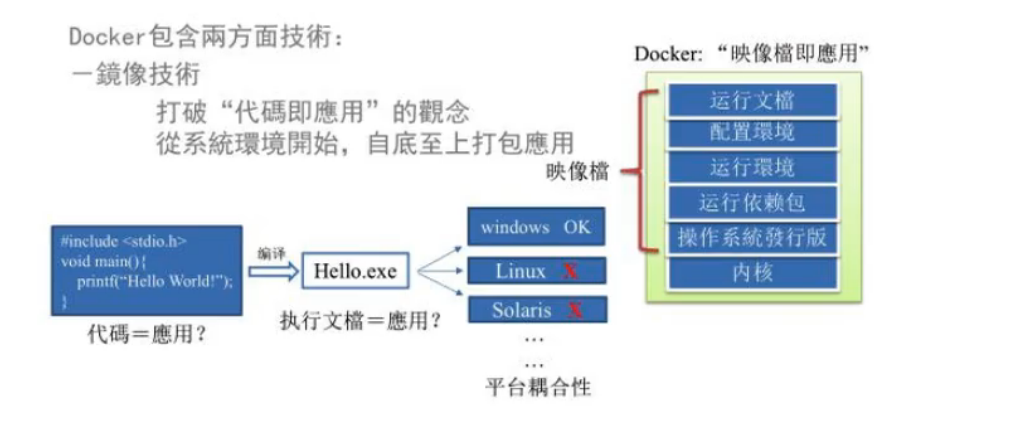 Docker包含兩方面技術：
－鏡像技術
打破“代碼即應用”的觀念
從系統環境開始，自底至上打包應用
#include <stdio.h>
void main(){
printf("Hello World!");
}
代碼＝應用？
编译
Hello.exe
执行文檔＝應用？
windows OK
Linux X
Solaris X
…
…
平台耦合性
Docker: “映像檔即應用”
映像檔
运行文檔
配置環境
运行環境
运行依赖包
操作系統發行版
内核